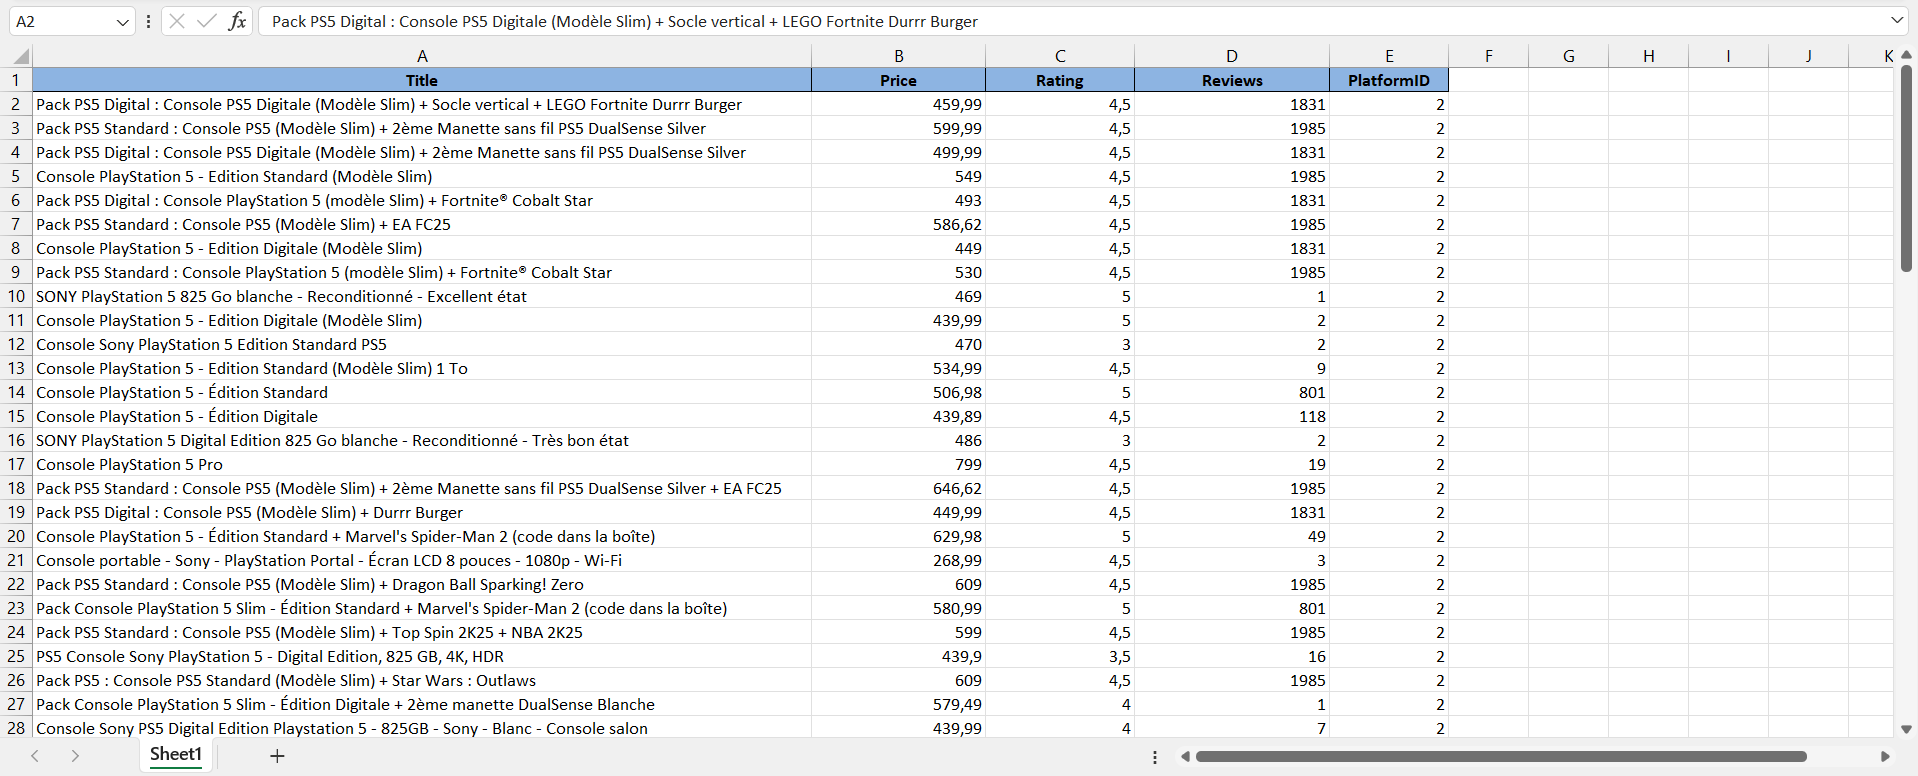 A2 fx Pack PS5 Digital : Console PS5 Digitale (Modèle Slim) + Socle vertical + LEGO Fortnite Durrr Burger
A B C D E F G H I J K
1 Title Price Rating Reviews PlatformID
2 Pack PS5 Digital : Console PS5 Digitale (Modèle Slim) + Socle vertical + LEGO Fortnite Durrr Burger 459,99 4,5 1831 2
3 Pack PS5 Standard : Console PS5 (Modèle Slim) + 2ème Manette sans fil PS5 DualSense Silver 599,99 4,5 1985 2
4 Pack PS5 Digital : Console PS5 Digitale (Modèle Slim) + 2ème Manette sans fil PS5 DualSense Silver 499,99 4,5 1831 2
5 Console PlayStation 5 - Edition Standard (Modèle Slim) 549 4,5 1985 2
6 Pack PS5 Digital : Console PlayStation 5 (modèle Slim) + Fortnite® Cobalt Star 493 4,5 1831 2
7 Pack PS5 Standard : Console PS5 (Modèle Slim) + EA FC25 586,62 4,5 1985 2
8 Console PlayStation 5 - Edition Digitale (Modèle Slim) 449 4,5 1831 2
9 Pack PS5 Standard : Console PlayStation 5 (modèle Slim) + Fortnite® Cobalt Star 530 4,5 1985 2
10 SONY PlayStation 5 825 Go blanche - Reconditionné - Excellent état 469 5 1 2
11 Console PlayStation 5 - Edition Digitale (Modèle Slim) 439,99 5 2 2
12 Console Sony PlayStation 5 Edition Standard PS5 470 3 2 2
13 Console PlayStation 5 - Edition Standard (Modèle Slim) 1 To 534,99 4,5 9 2
14 Console PlayStation 5 - Édition Standard 506,98 5 801 2
15 Console PlayStation 5 - Édition Digitale 439,89 4,5 118 2
16 SONY PlayStation 5 Digital Edition 825 Go blanche - Reconditionné - Très bon état 486 3 2 2
17 Console PlayStation 5 Pro 799 4,5 19 2
18 Pack PS5 Standard : Console PS5 (Modèle Slim) + 2ème Manette sans fil PS5 DualSense Silver + EA FC25 646,62 4,5 1985 2
19 Pack PS5 Digital : Console PS5 (Modèle Slim) + Durrr Burger 449,99 4,5 1831 2
20 Console PlayStation 5 - Édition Standard + Marvel's Spider-Man 2 (code dans la boîte) 629,98 5 49 2
21 Console portable - Sony - PlayStation Portal - Écran LCD 8 pouces - 1080p - Wi-Fi 268,99 4,5 3 2
22 Pack PS5 Standard : Console PS5 (Modèle Slim) + Dragon Ball Sparking! Zero 609 4,5 1985 2
23 Pack Console PlayStation 5 Slim - Édition Standard + Marvel's Spider-Man 2 (code dans la boîte) 580,99 5 801 2
24 Pack PS5 Standard : Console PS5 (Modèle Slim) + Top Spin 2K25 + NBA 2K25 599 4,5 1985 2
25 PS5 Console Sony PlayStation 5 - Digital Edition, 825 GB, 4K, HDR 439,9 3,5 16 2
26 Pack PS5 : Console PS5 Standard (Modèle Slim) + Star Wars : Outlaws 609 4,5 1985 2
27 Pack Console PlayStation 5 Slim - Édition Digitale + 2ème manette DualSense Blanche 579,49 4 1 2
28 Console Sony PS5 Digital Edition Playstation 5 - 825GB - Sony - Blanc - Console salon 439,99 4 7 2
Sheet1